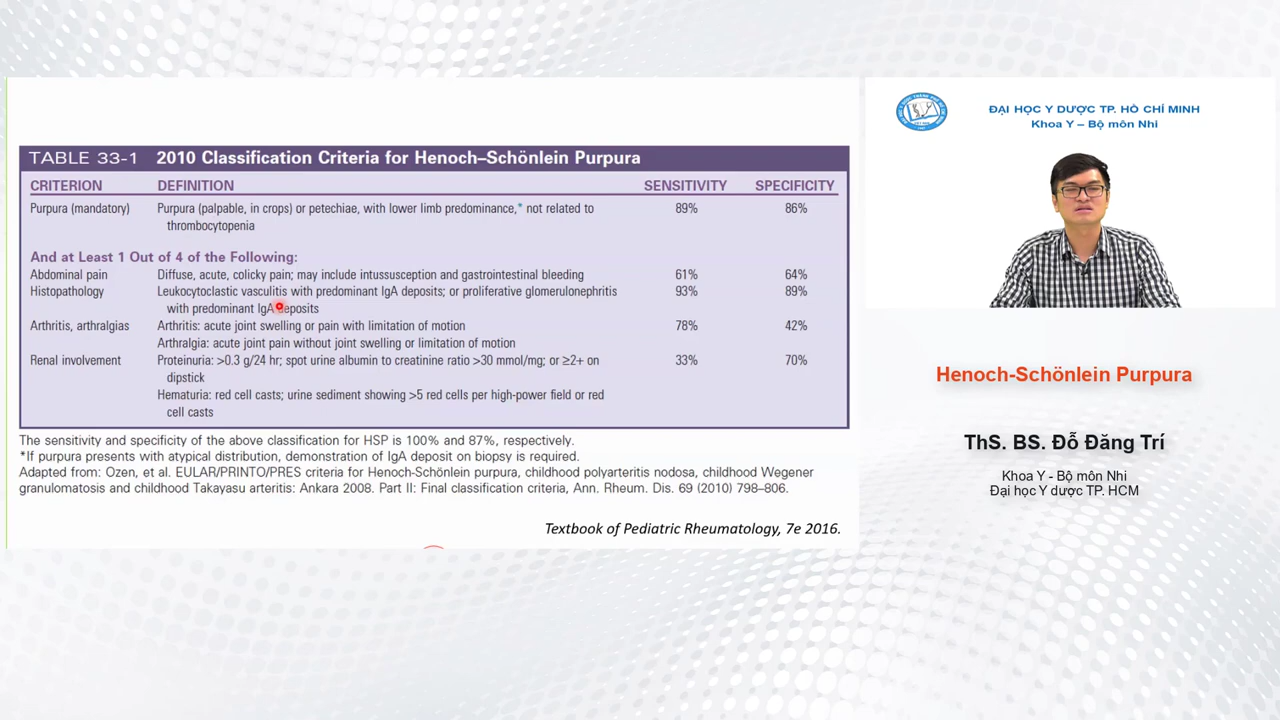 TABLE 33-1 2010 Classification Criteria for Henoch–Schönlein Purpura
CRITERION DEFINITION SENSITIVITY SPECIFICITY
Purpura (mandatory) Purpura (palpable, in crops) or petechiae, with lower limb predominance,* not related to 89% 86%
thrombocytopenia
And at Least 1 Out of 4 of the Following:
Abdominal pain Diffuse, acute, colicky pain; may include intussusception and gastrointestinal bleeding 61% 64%
Histopathology Leukocytoclastic vasculitis with predominant IgA deposits; or proliferative glomerulonephritis 93% 89%
with predominant IgA deposits
Arthritis, arthralgias Arthritis: acute joint swelling or pain with limitation of motion 78% 42%
Arthralgia: acute joint pain without joint swelling or limitation of motion
Renal involvement Proteinuria: >0.3 g/24 hr; spot urine albumin to creatinine ratio >30 mmol/mg; or ≥2+ on 33% 70%
dipstick
Hematuria: red cell casts; urine sediment showing >5 red cells per high-power field or red
cell casts
The sensitivity and specificity of the above classification for HSP is 100% and 87%, respectively.
*If purpura presents with atypical distribution, demonstration of IgA deposit on biopsy is required.
Adapted from: Ozen, et al. EULAR/PRINTO/PRES criteria for Henoch-Schönlein purpura, childhood polyarteritis nodosa, childhood Wegener
granulomatosis and childhood Takayasu arteritis: Ankara 2008. Part II: Final classification criteria, Ann. Rheum. Dis. 69 (2010) 798–806.
Textbook of Pediatric Rheumatology, 7e 2016.
ĐẠI HỌC Y DƯỢC TP. HỒ CHÍ MINH
Khoa Y – Bộ môn Nhi
Henoch-Schönlein Purpura
ThS. BS. Đỗ Đăng Trí
Khoa Y - Bộ môn Nhi
Đại học Y dược TP. HCM